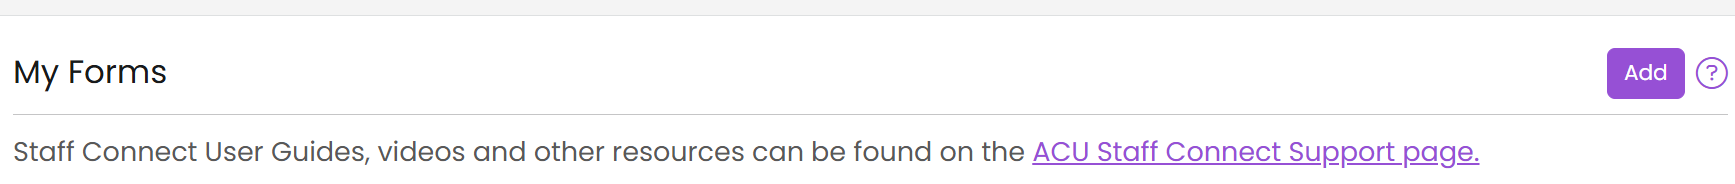 My Forms
Add ?
Staff Connect User Guides, videos and other resources can be found on the ACU Staff Connect Support page.